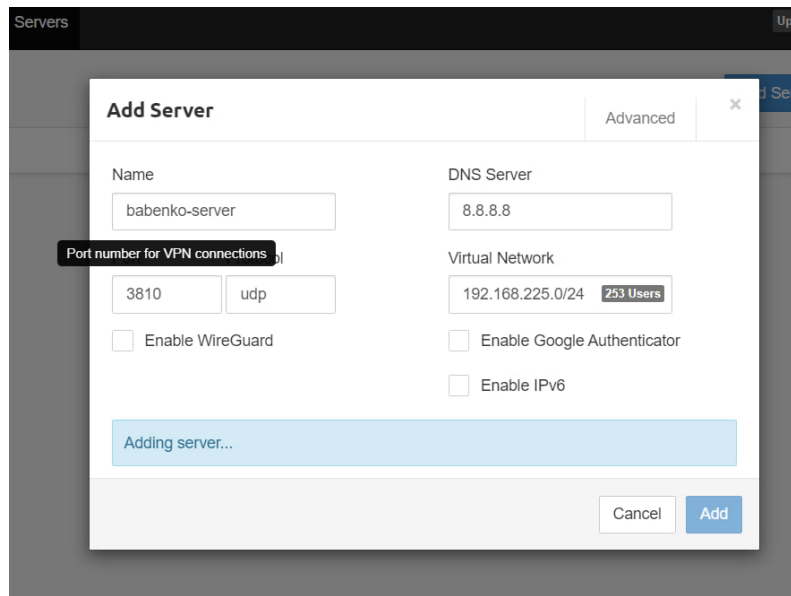 Servers
Up
d Se
Add Server
Advanced
×
Name
DNS Server
babenko-server
8.8.8.8
Port number for VPN connections
Virtual Network
3810
udp
192.168.225.0/24
253 Users
Enable WireGuard
Enable Google Authenticator
Enable IPv6
Adding server...
Cancel
Add